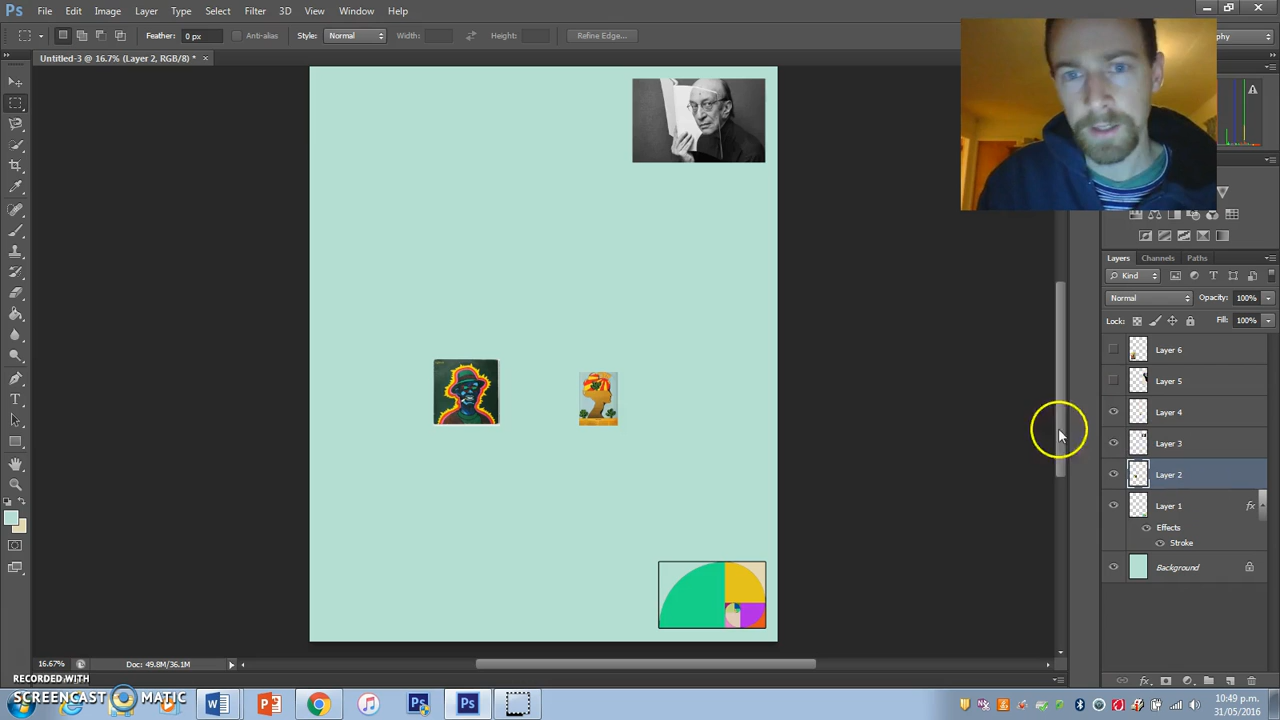 Ps File Edit Image Layer Type Select Filter 3D View Window Help
Feather: 0 px Anti-alias Style: Normal Width: Height: Refine Edge...
Untitled-3 @ 16.7% (Layer 2, RGB/8) * ×
Layers Channels Paths
Kind
Normal Opacity: 100%
Lock: Fill: 100%
Layer 6
Layer 5
Layer 4
Layer 3
Layer 2
Layer 1 fx
Effects
Stroke
Background
16.67% Doc: 49.8M/36.1M
RECORDED WITH
SCREENCAST MATIC
10:49 p.m.
31/05/2016